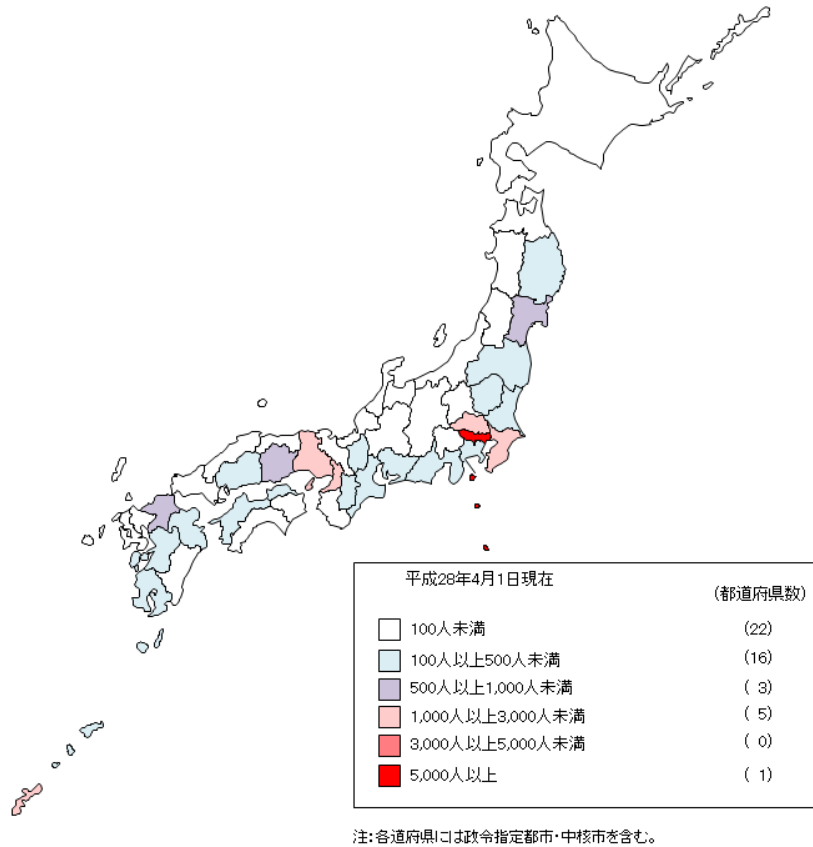 平成28年4月1日現在
(都道府県数)
100人未満 (22)
100人以上500人未満 (16)
500人以上1,000人未満 ( 3)
1,000人以上3,000人未満 ( 5)
3,000人以上5,000人未満 ( 0)
5,000人以上 ( 1)
注:各道府県には政令指定都市・中核市を含む。